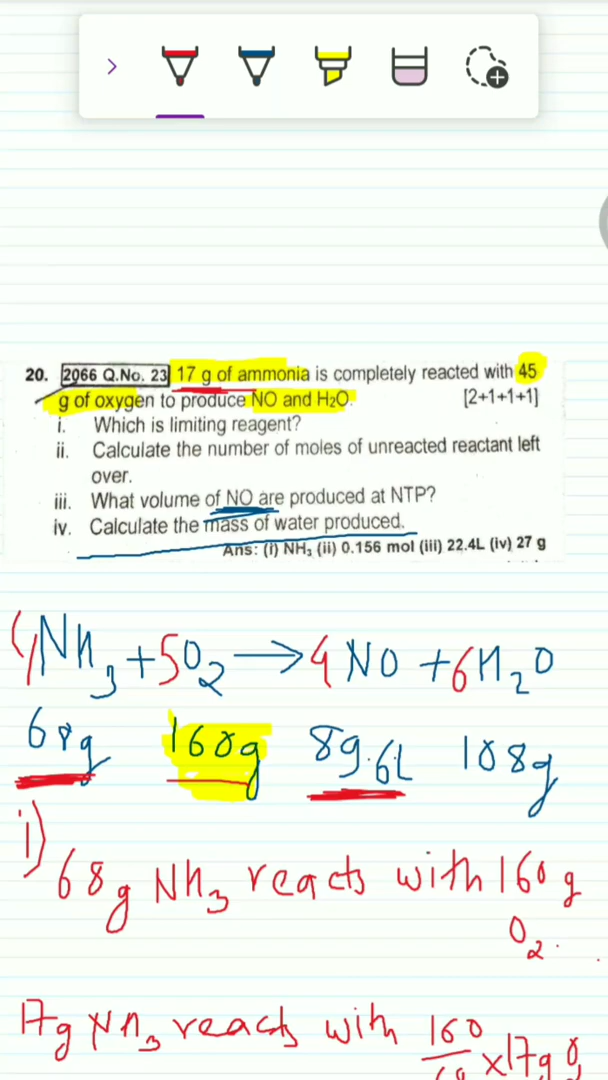 20. 2066 Q.No. 23 17 g of ammonia is completely reacted with 45
g of oxygen to produce NO and H₂O. [2+1+1+1]
i. Which is limiting reagent?
ii. Calculate the number of moles of unreacted reactant left
over.
iii. What volume of NO are produced at NTP?
iv. Calculate the mass of water produced.
Ans: (i) NH₃ (ii) 0.156 mol (iii) 22.4L (iv) 27 g
4NH₃ + 5O₂ → 4NO + 6H₂O
68g 160g 89.6L 108g
i)
68g NH₃ reacts with 160 g
O₂.
17g NH₃ reacts with 160
x17g